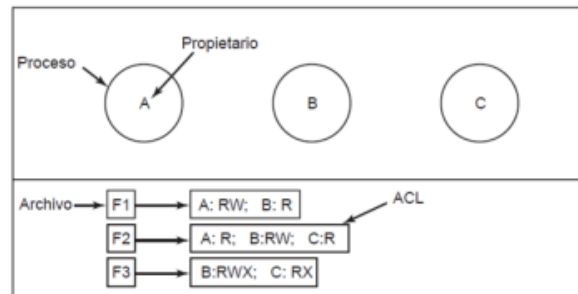 Propietario
Proceso
A B C
Archivo F1 A: RW; B: R ACL
F2 A: R; B:RW; C:R
F3 B:RWX; C: RX